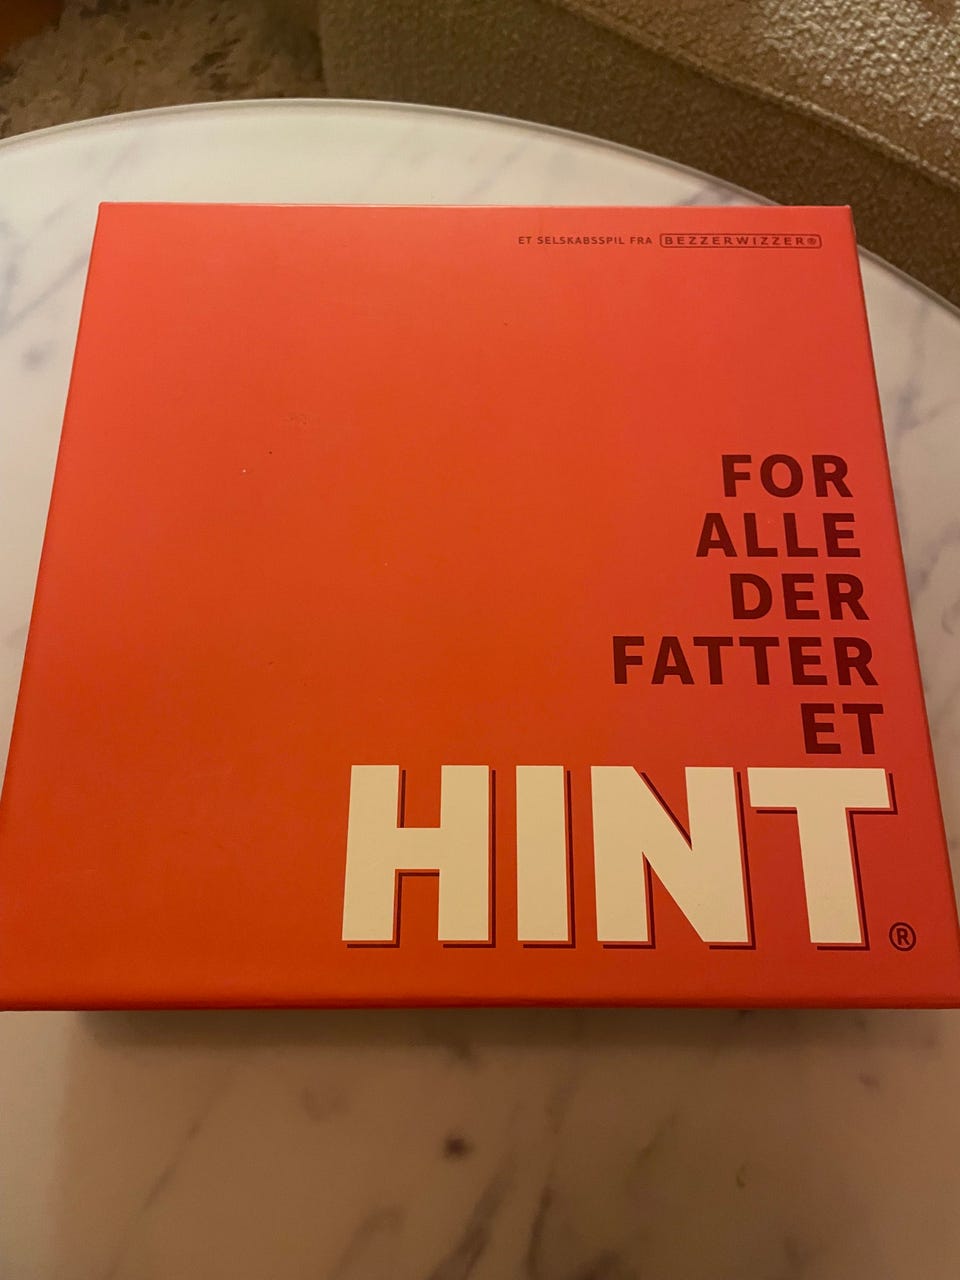 ET SELSKABSSPIL FRA BEZZERWIZZER®
FOR
ALLE
DER
FATTER
ET
HINT®